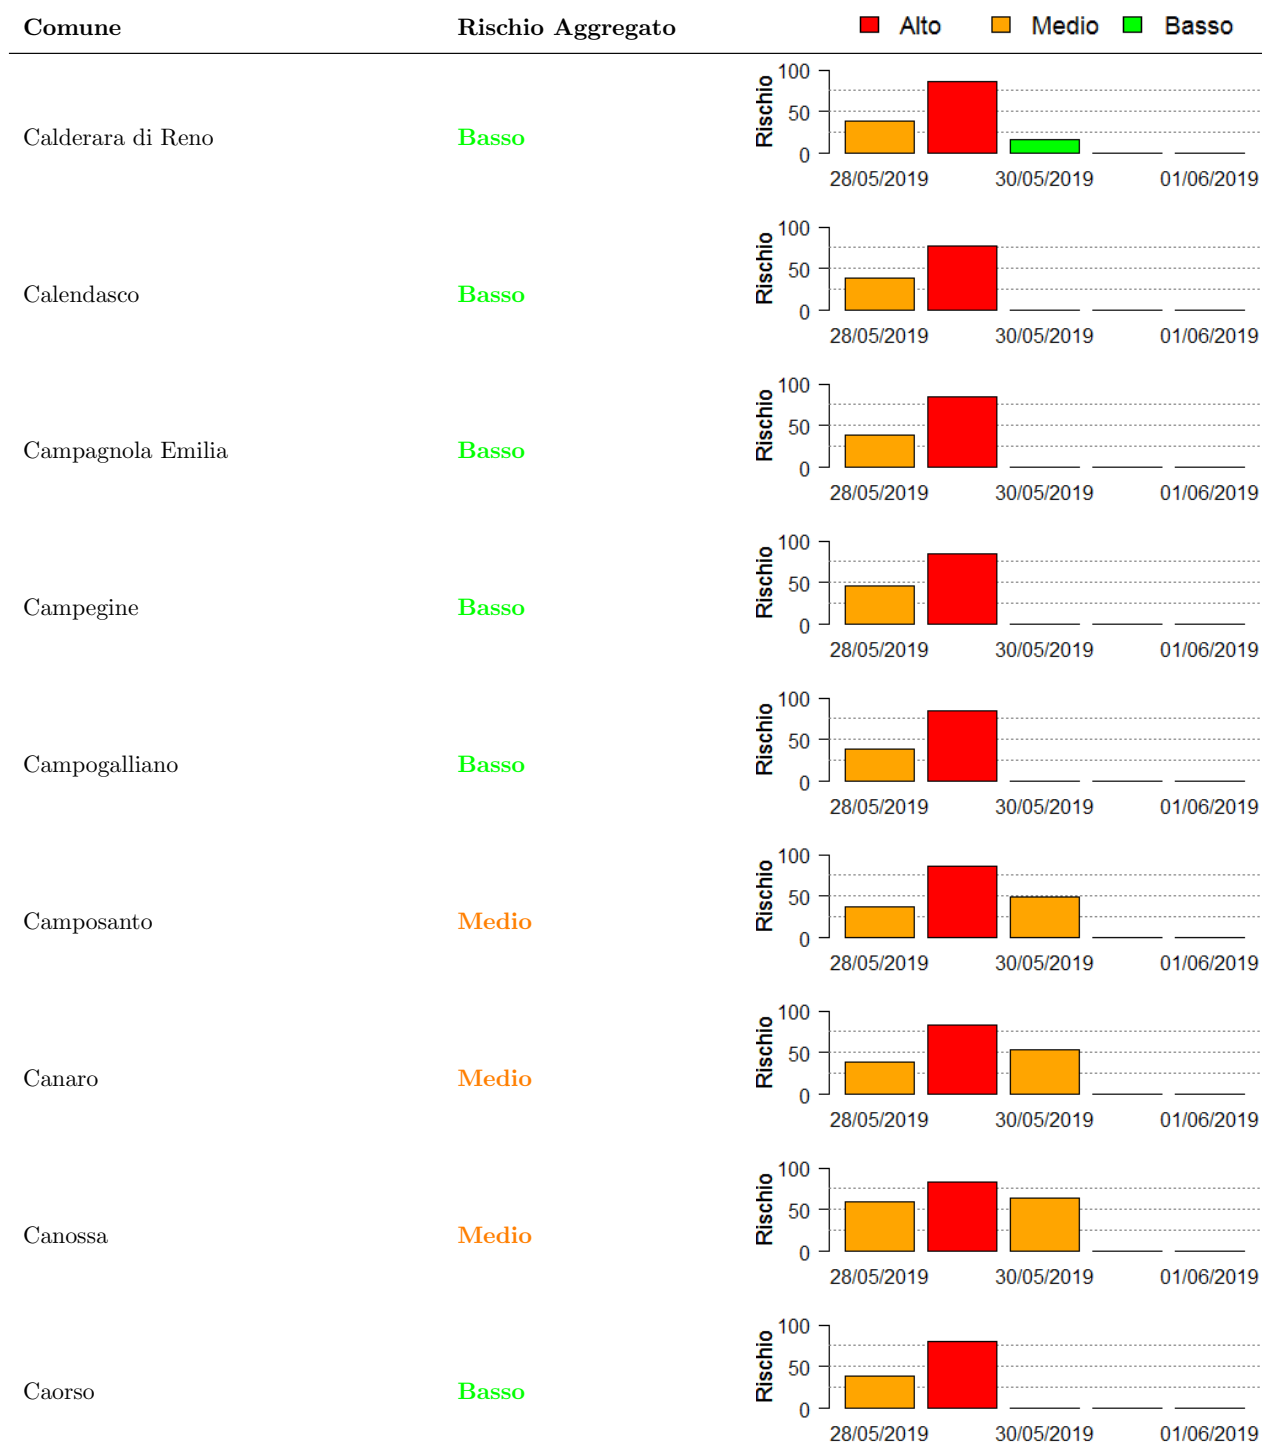 Comune Rischio Aggregato Alto Medio Basso
Calderara di Reno Basso
Rischio
100
50
0
28/05/2019 30/05/2019 01/06/2019
Calendasco Basso
Rischio
100
50
0
28/05/2019 30/05/2019 01/06/2019
Campagnola Emilia Basso
Rischio
100
50
0
28/05/2019 30/05/2019 01/06/2019
Campegine Basso
Rischio
100
50
0
28/05/2019 30/05/2019 01/06/2019
Campogalliano Basso
Rischio
100
50
0
28/05/2019 30/05/2019 01/06/2019
Camposanto Medio
Rischio
100
50
0
28/05/2019 30/05/2019 01/06/2019
Canaro Medio
Rischio
100
50
0
28/05/2019 30/05/2019 01/06/2019
Canossa Medio
Rischio
100
50
0
28/05/2019 30/05/2019 01/06/2019
Caorso Basso
Rischio
100
50
0
28/05/2019 30/05/2019 01/06/2019